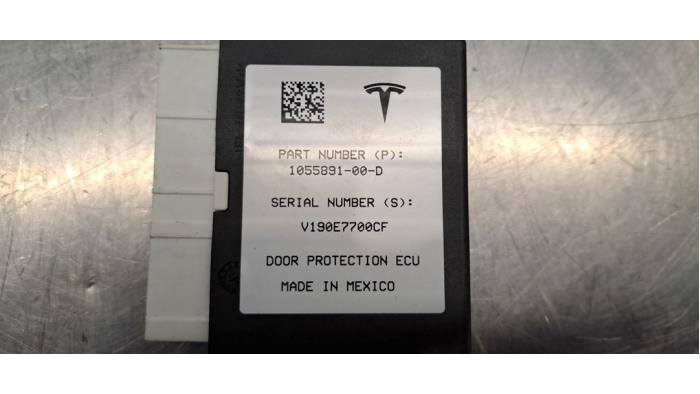 PART NUMBER (P):
1055891-00-D
SERIAL NUMBER (S):
V190E7700CF
DOOR PROTECTION ECU
MADE IN MEXICO